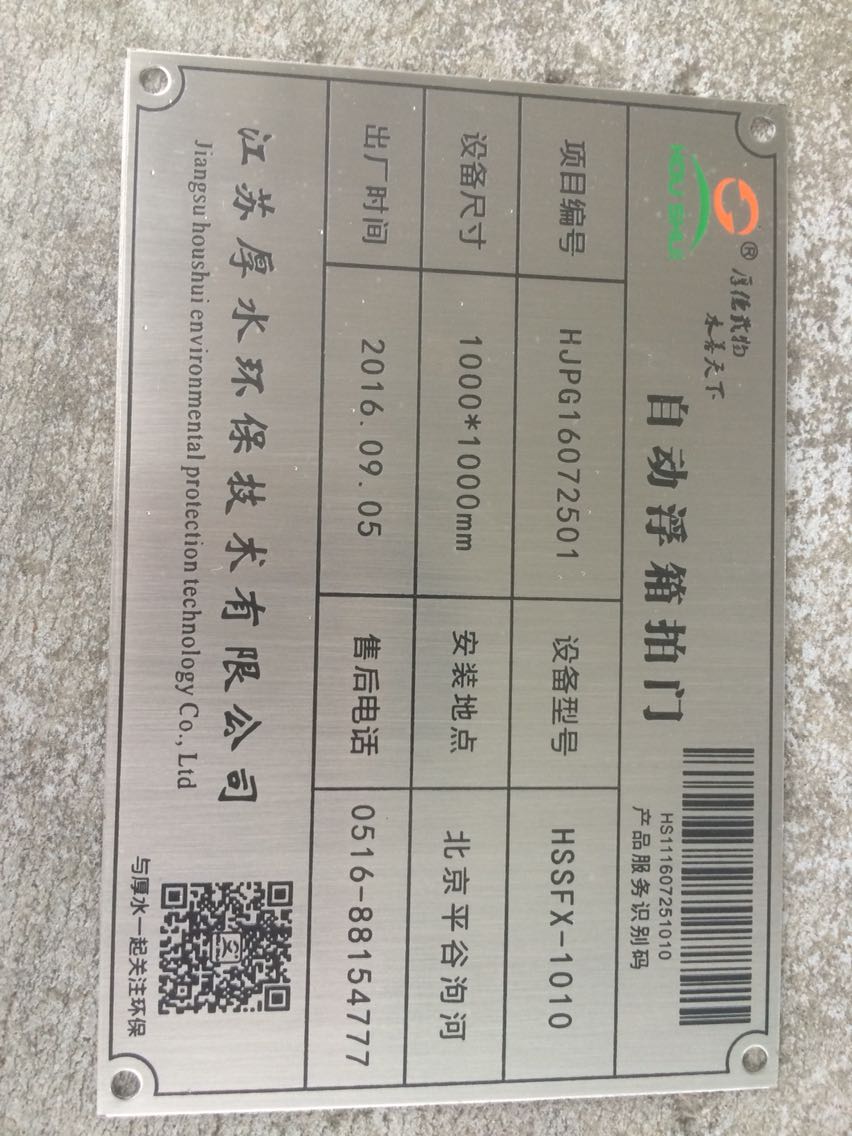 HOU SHUI
®
厚德载物
水善天下
自动浮箱拍门
HS111607251010
产品服务识别码
项目编号 HJPG16072501 设备型号 HSSFX-1010
设备尺寸 1000*1000mm 安装地点 北京平谷泃河
出厂时间 2016.09.05 售后电话 0516-88154777
江苏厚水环保技术有限公司
Jiangsu houshui environmental protection technology Co., Ltd
与厚水一起关注环保